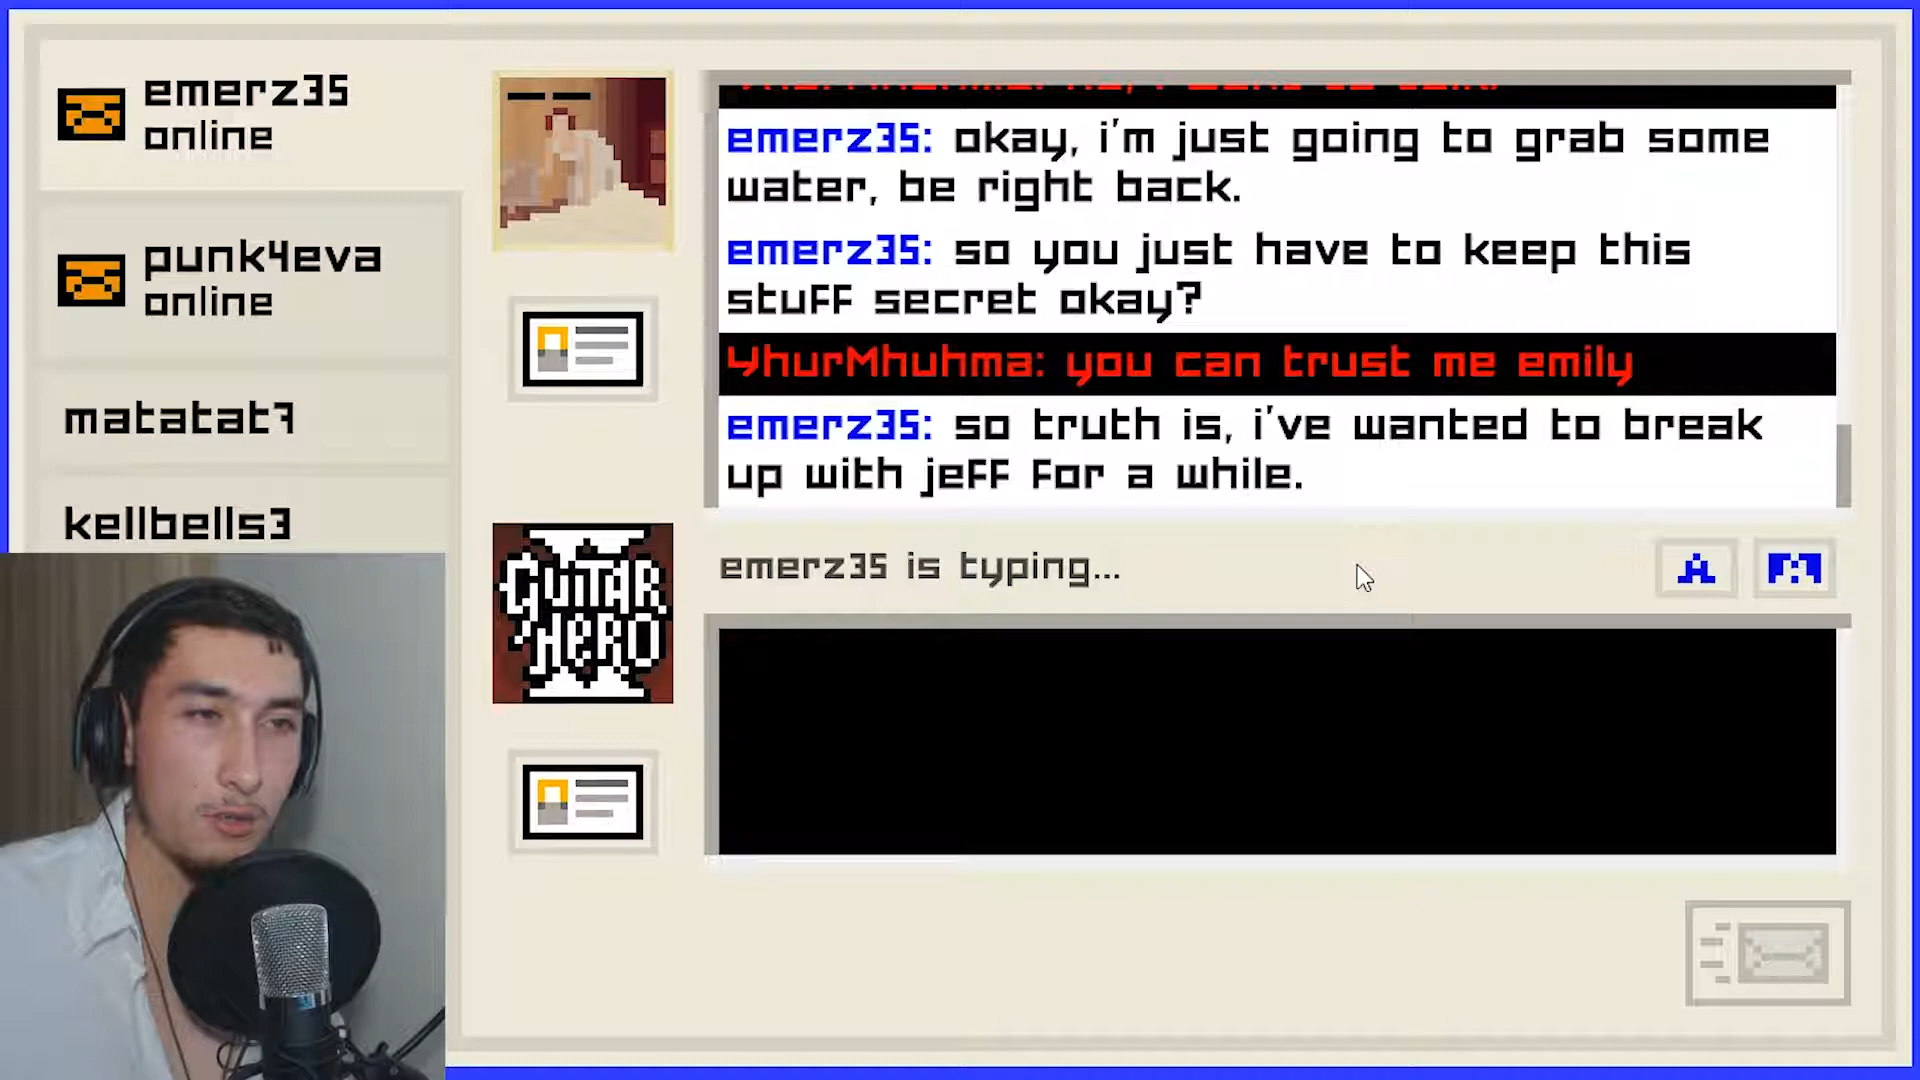 emerz35
online
punk4eva
online
matatat7
kellbells3
emerz35: okay, i'm just going to grab some
water, be right back.
emerz35: so you just have to keep this
stuff secret okay?
YhurMhuhma: you can trust me emily
emerz35: so truth is, i've wanted to break
up with jeff for a while.
GUITAR
HERO
emerz35 is typing...
A